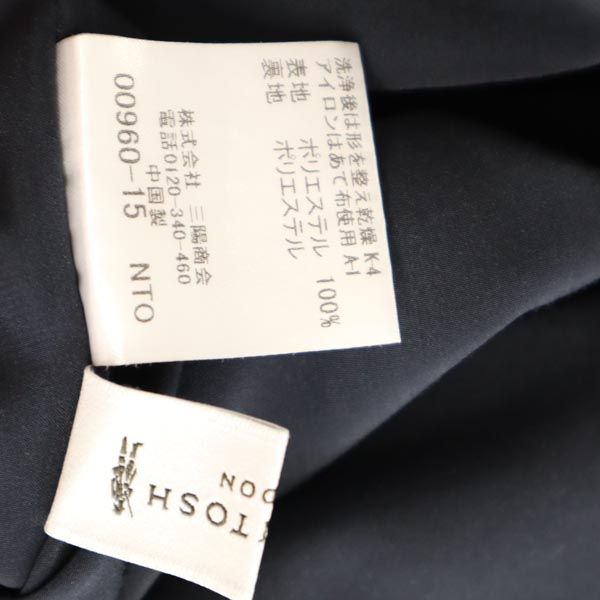 洗浄後は形を整え乾燥 K-4
アイロンはあて布使用 A-1
表地 ポリエステル 100%
裏地 ポリエステル
株式会社 三陽商会
電話0120-340-460
中国製
00960-15 NTO
TOSH